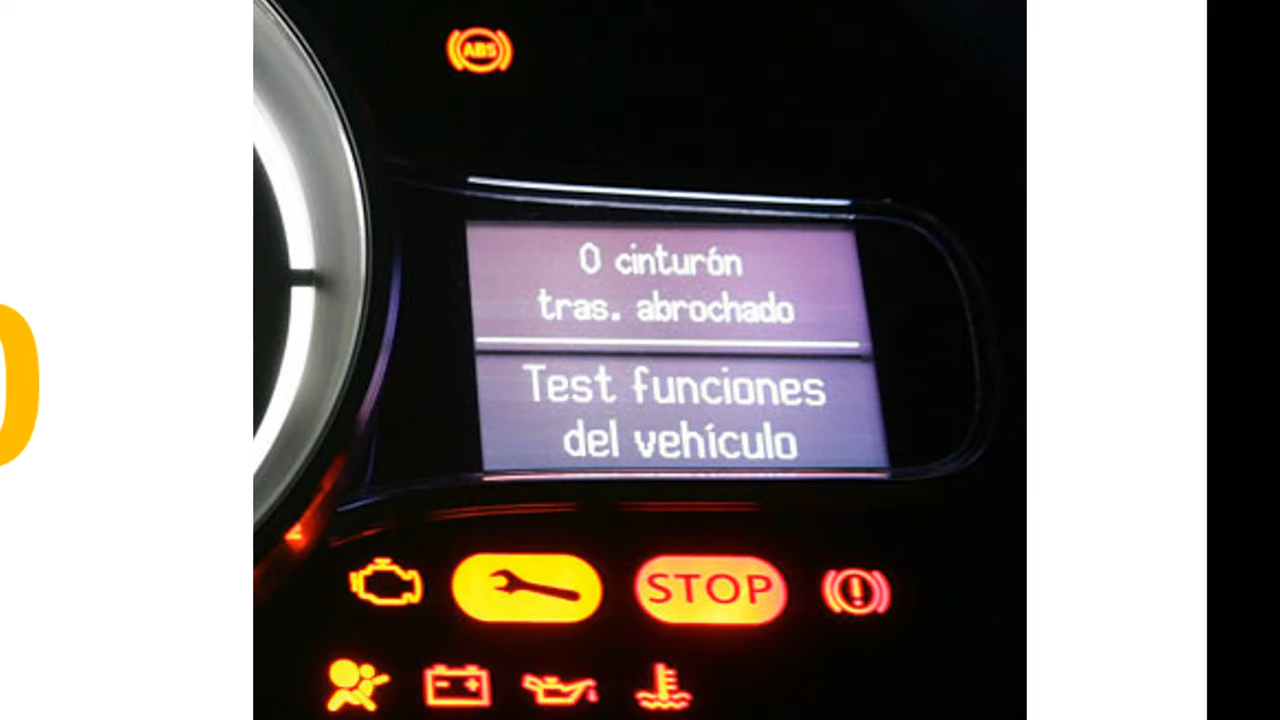 ABS
0 cinturón
tras. abrochado
Test funciones
del vehículo
STOP